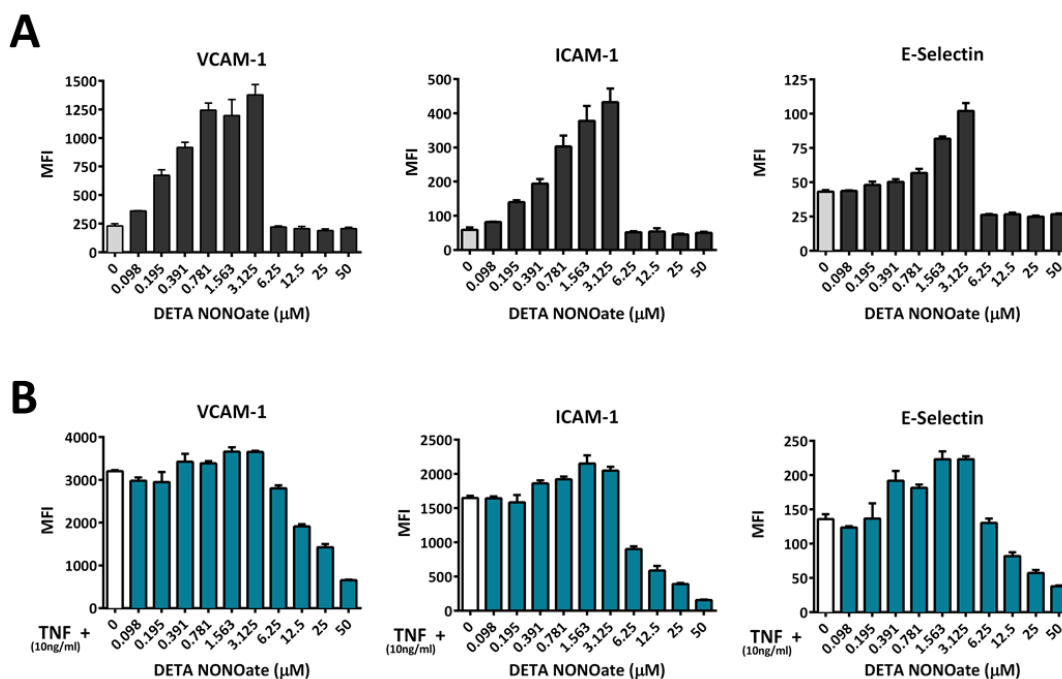 A
VCAM-1
MFI
1500
1250
1000
750
500
250
0
0 0.098 0.195 0.391 0.781 1.563 3.125 6.25 12.5 25 50
DETA NONOate (μM)
ICAM-1
MFI
500
400
300
200
100
0
0 0.098 0.195 0.391 0.781 1.563 3.125 6.25 12.5 25 50
DETA NONOate (μM)
E-Selectin
MFI
125
100
75
50
25
0
0 0.098 0.195 0.391 0.781 1.563 3.125 6.25 12.5 25 50
DETA NONOate (μM)
B
VCAM-1
MFI
4000
3000
2000
1000
0
TNF +
(10ng/ml)
0 0.098 0.195 0.391 0.781 1.563 3.125 6.25 12.5 25 50
DETA NONOate (μM)
ICAM-1
MFI
2500
2000
1500
1000
500
0
TNF +
(10ng/ml)
0 0.098 0.195 0.391 0.781 1.563 3.125 6.25 12.5 25 50
DETA NONOate (μM)
E-Selectin
MFI
250
200
150
100
50
0
TNF +
(10ng/ml)
0 0.098 0.195 0.391 0.781 1.563 3.125 6.25 12.5 25 50
DETA NONOate (μM)